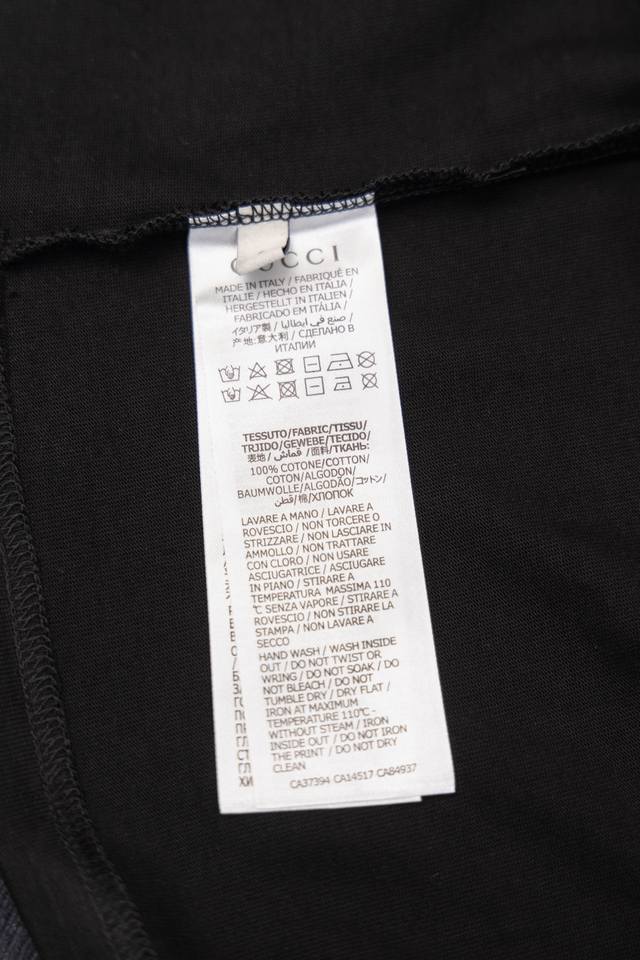 GUCCI
MADE IN ITALY / FABRIQUÉ EN
ITALIE / HECHO EN ITALIA /
HERGESTELLT IN ITALIEN /
FABRICADO EM ITÁLIA /
イタリア製 / صنع في ايطاليا /
产地:意大利 / СДЕЛАНО В
ИТАЛИИ
TESSUTO/FABRIC/TISSU/
TRJIDO/GEWEBE/TECIDO/
表地/ قماش /面料/ТКАНЬ:
100% COTONE/COTTON/
COTON/ALGODON/
BAUMWOLLE/ALGODÃO/コットン/
قطن/棉/ХЛОПОК
LAVARE A MANO / LAVARE A
ROVESCIO / NON TORCERE O
STRIZZARE / NON LASCIARE IN
AMMOLLO / NON TRATTARE
CON CLORO / NON USARE
ASCIUGATRICE / ASCIUGARE
IN PIANO / STIRARE A
TEMPERATURA MASSIMA 110
℃ SENZA VAPORE / STIRARE A
ROVESCIO / NON STIRARE LA
STAMPA / NON LAVARE A
SECCO
HAND WASH / WASH INSIDE
OUT / DO NOT TWIST OR
WRING / DO NOT SOAK / DO
NOT BLEACH / DO NOT
TUMBLE DRY / DRY FLAT /
IRON AT MAXIMUM
TEMPERATURE 110℃ -
WITHOUT STEAM / IRON
INSIDE OUT / DO NOT IRON
THE PRINT / DO NOT DRY
CLEAN
CA37394 CA14517 CA84937